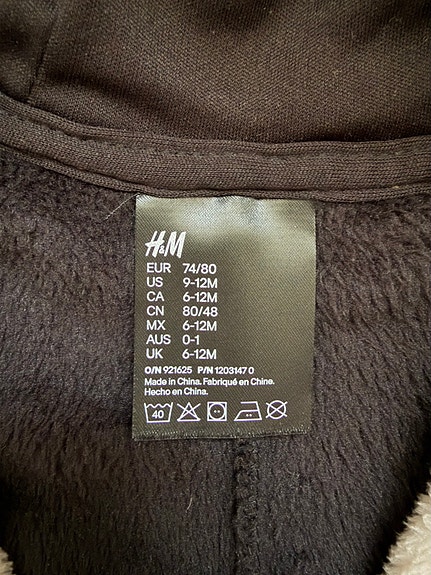 H&M
EUR 74/80
US 9-12M
CA 6-12M
CN 80/48
MX 6-12M
AUS 0-1
UK 6-12M
O/N 921625 P/N 1203147 0
Made in China. Fabriqué en Chine.
Hecho en China.
40